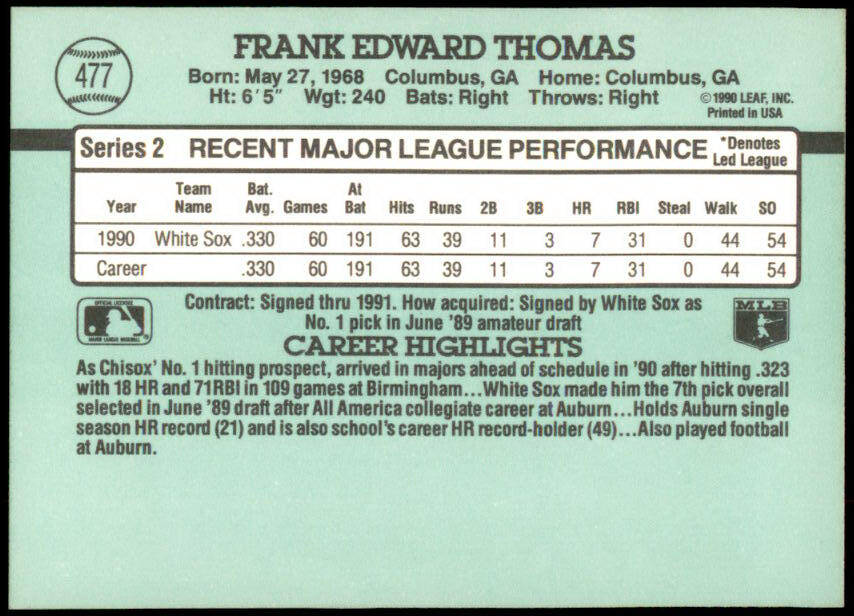 477
FRANK EDWARD THOMAS
Born: May 27, 1968 Columbus, GA Home: Columbus, GA
Ht: 6'5" Wgt: 240 Bats: Right Throws: Right
©1990 LEAF, INC.
Printed in USA
Series 2 RECENT MAJOR LEAGUE PERFORMANCE
*Denotes
Led League
Year Team Name Bat. Avg. Games At Bat Hits Runs 2B 3B HR RBI Steal Walk SO
1990 White Sox .330 60 191 63 39 11 3 7 31 0 44 54
Career .330 60 191 63 39 11 3 7 31 0 44 54
OFFICIAL LICENSEE
MAJOR LEAGUE BASEBALL
Contract: Signed thru 1991. How acquired: Signed by White Sox as
No. 1 pick in June '89 amateur draft
MLB
CAREER HIGHLIGHTS
As Chisox' No. 1 hitting prospect, arrived in majors ahead of schedule in '90 after hitting .323
with 18 HR and 71 RBI in 109 games at Birmingham...White Sox made him the 7th pick overall
selected in June '89 draft after All America collegiate career at Auburn...Holds Auburn single
season HR record (21) and is also school's career HR record-holder (49)...Also played football
at Auburn.